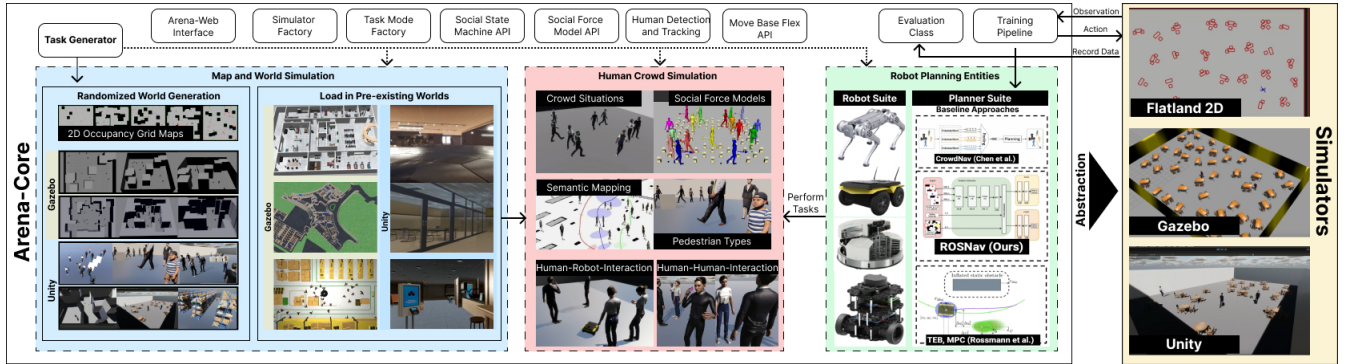 Arena-Core
Task Generator
Arena-Web
Interface
Simulator
Factory
Task Mode
Factory
Social State
Machine API
Social Force
Model API
Human Detection
and Tracking
Move Base Flex
API
Evaluation
Class
Training
Pipeline
Observation
Action
Record Data
Map and World Simulation
Randomized World Generation
2D Occupancy Grid Maps
Gazebo
Unity
Load in Pre-existing Worlds
Gazebo
Unity
Human Crowd Simulation
Crowd Situations
Social Force Models
Semantic Mapping
Pedestrian Types
Human-Robot-Interaction
Human-Human-Interaction
Perform
Tasks
Robot Planning Entities
Robot Suite
Planner Suite
Baseline Approaches
Planning
CrowdNav (Chen et al.)
ROSNav (Ours)
Inflated static obstacle
TEB, MPC (Rossmann et al.)
Abstraction
Flatland 2D
Gazebo
Unity
Simulators